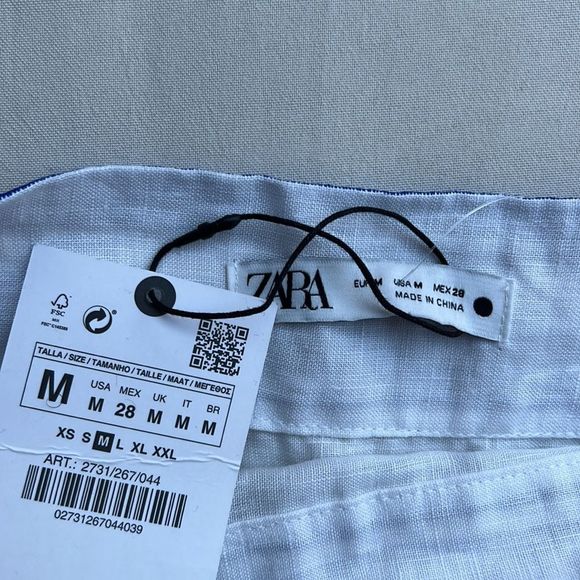 ZARA
EUR M USA M MEX 28
MADE IN CHINA
FSC
MIX
TALLA / SIZE / TAMANHO / TAILLE / MAAT / ΜΕΓΕΘΟΣ
M
USA MEX UK IT BR
M 28 M M M
XS S M L XL XXL
ART.: 2731/267/044
02731267044039